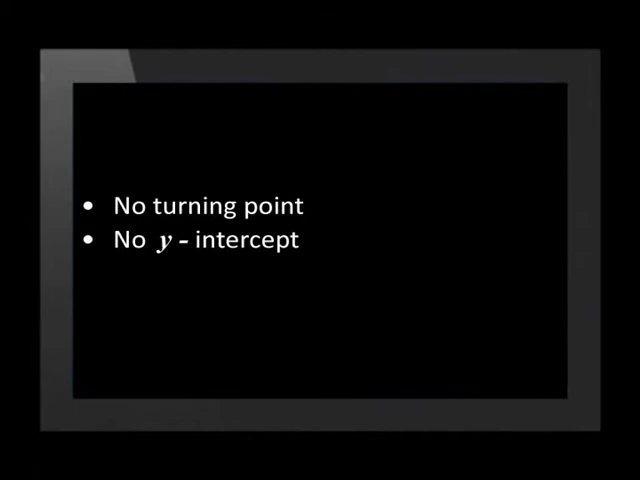 • No turning point
• No y - intercept